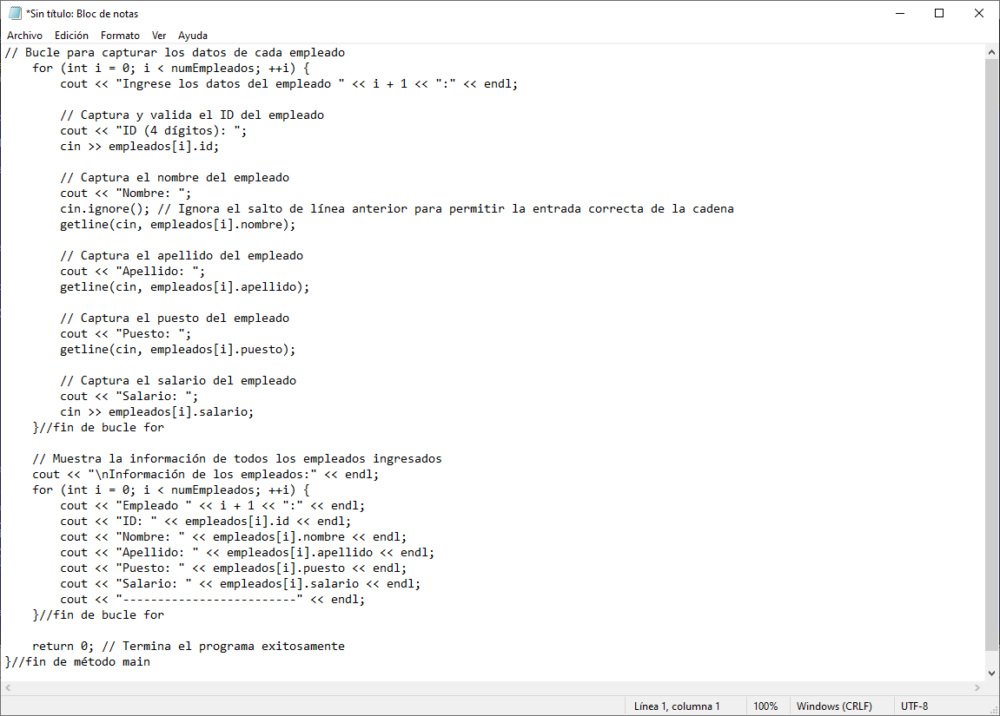 *Sin título: Bloc de notas
Archivo Edición Formato Ver Ayuda
// Bucle para capturar los datos de cada empleado
    for (int i = 0; i < numEmpleados; ++i) {
        cout << "Ingrese los datos del empleado " << i + 1 << ":" << endl;

        // Captura y valida el ID del empleado
        cout << "ID (4 dígitos): ";
        cin >> empleados[i].id;

        // Captura el nombre del empleado
        cout << "Nombre: ";
        cin.ignore(); // Ignora el salto de línea anterior para permitir la entrada correcta de la cadena
        getline(cin, empleados[i].nombre);

        // Captura el apellido del empleado
        cout << "Apellido: ";
        getline(cin, empleados[i].apellido);

        // Captura el puesto del empleado
        cout << "Puesto: ";
        getline(cin, empleados[i].puesto);

        // Captura el salario del empleado
        cout << "Salario: ";
        cin >> empleados[i].salario;
    }//fin de bucle for

    // Muestra la información de todos los empleados ingresados
    cout << "\nInformación de los empleados:" << endl;
    for (int i = 0; i < numEmpleados; ++i) {
        cout << "Empleado " << i + 1 << ":" << endl;
        cout << "ID: " << empleados[i].id << endl;
        cout << "Nombre: " << empleados[i].nombre << endl;
        cout << "Apellido: " << empleados[i].apellido << endl;
        cout << "Puesto: " << empleados[i].puesto << endl;
        cout << "Salario: " << empleados[i].salario << endl;
        cout << "-------------------------" << endl;
    }//fin de bucle for

    return 0; // Termina el programa exitosamente
}//fin de método main
Línea 1, columna 1 100% Windows (CRLF) UTF-8